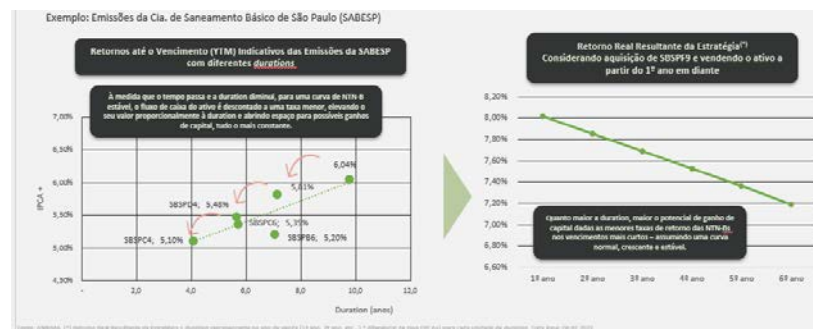 Exemplo: Emissões da Cia. de Saneamento Básico de São Paulo (SABESP)
Retornos até o Vencimento (YTM) Indicativos das Emissões da SABESP
com diferentes durations
À medida que o tempo passa e a duration diminui, para uma curva de NTN-B
estável, o fluxo de caixa do ativo é descontado a uma taxa menor, elevando o
seu valor proporcionalmente à duration e abrindo espaço para possíveis ganhos
de capital, tudo o mais constante.
7,00%
6,50%
6,00%
5,50%
5,00%
4,50%
IPCA +
6,04%
5,81%
SBSPD4; 5,48%
SBSPC6; 5,35%
SBSPC4; 5,10%
SBSPB6; 5,20%
-
2,0
4,0
6,0
8,0
10,0
12,0
Duration (anos)
Retorno Real Resultante da Estratégia(*)
Considerando aquisição de SBSPF9 e vendendo o ativo a
partir do 1º ano em diante
8,20%
8,00%
7,80%
7,60%
7,40%
7,20%
7,00%
6,80%
6,60%
Quanto maior a duration, maior o potencial de ganho de
capital dadas as menores taxas de retorno das NTN-Bs
nos vencimentos mais curtos – assumindo uma curva
normal, crescente e estável.
1º ano
2º ano
3º ano
4º ano
5º ano
6º ano